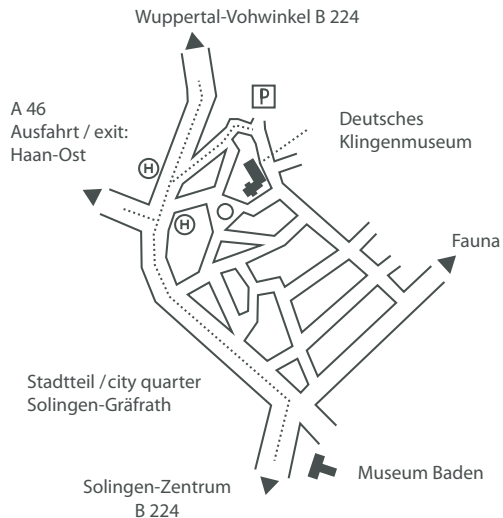 Wuppertal-Vohwinkel B 224
P
A 46
Ausfahrt / exit:
Haan-Ost
Deutsches
Klingenmuseum
H
H
Fauna
Stadtteil / city quarter
Solingen-Gräfrath
Museum Baden
Solingen-Zentrum
B 224